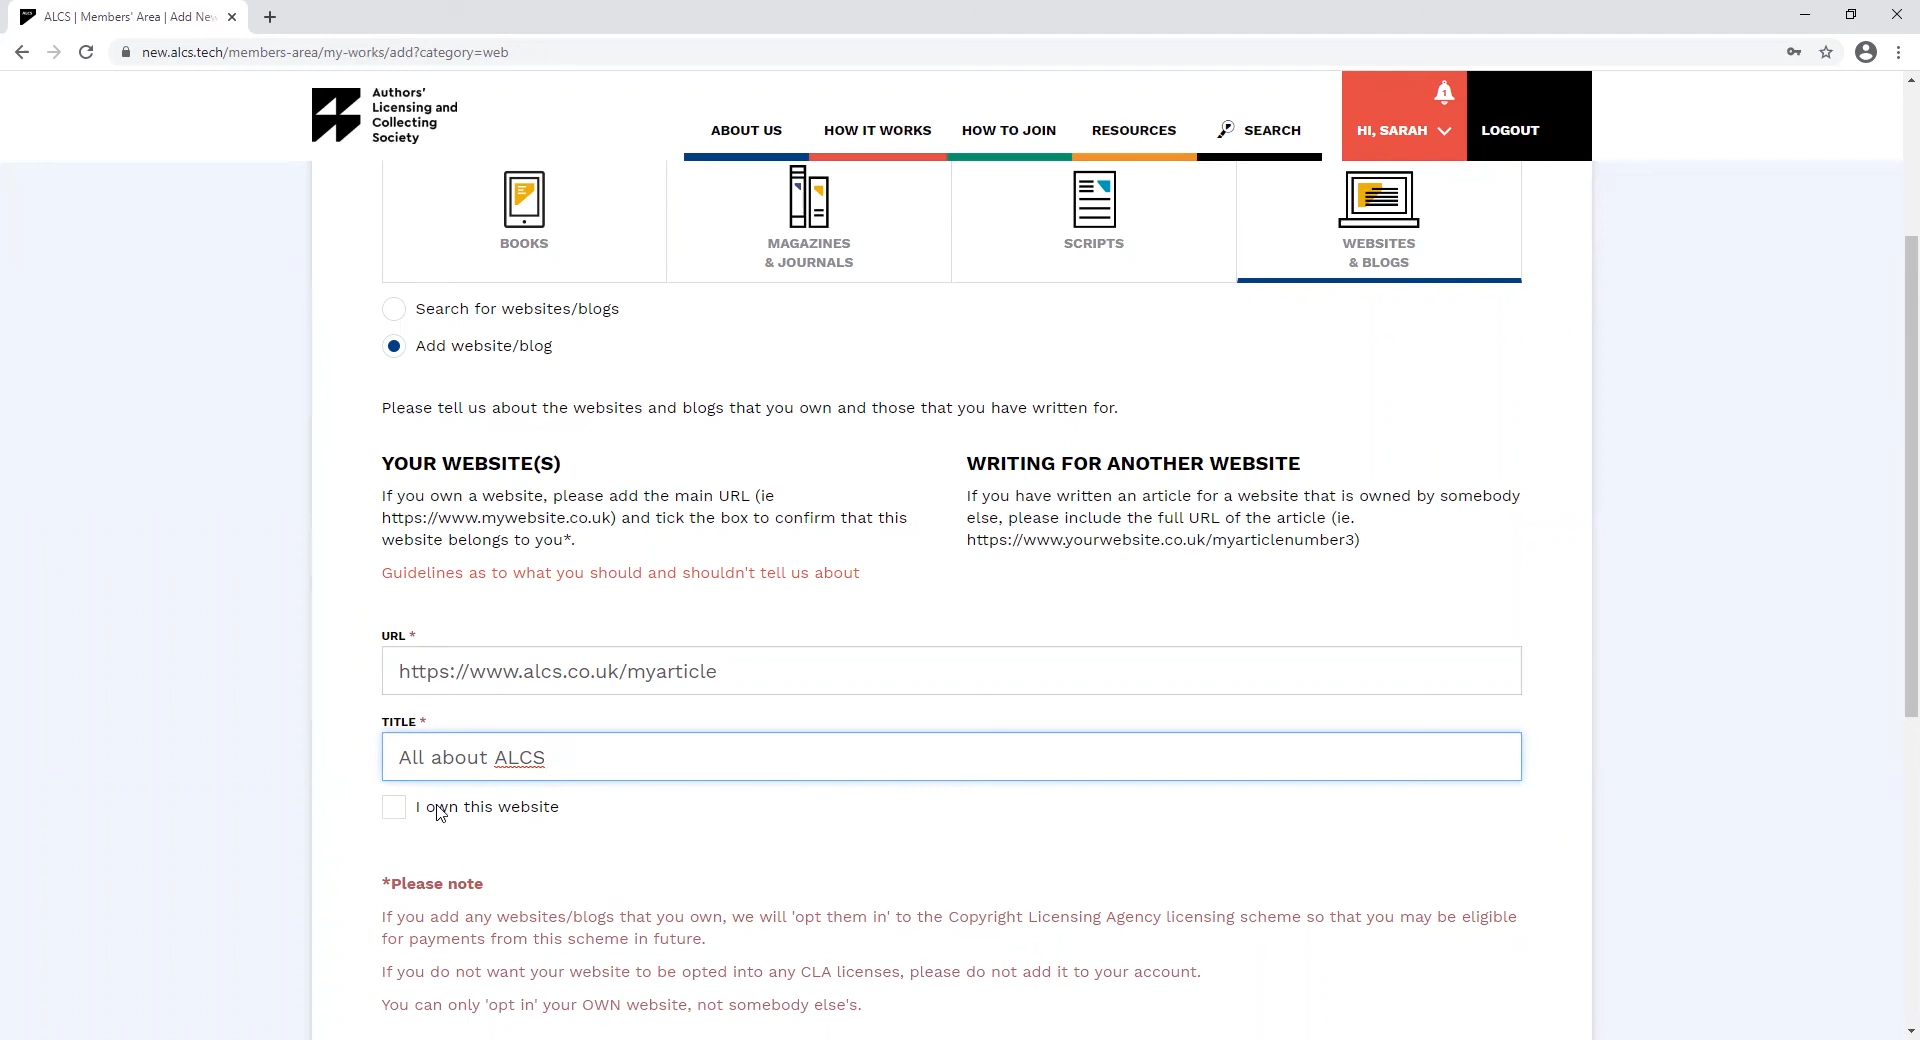 ALCS | Members' Area | Add New
new.alcs.tech/members-area/my-works/add?category=web
Authors'
Licensing and
Collecting
Society
ABOUT US
HOW IT WORKS
HOW TO JOIN
RESOURCES
SEARCH
1
HI, SARAH
LOGOUT
BOOKS
MAGAZINES
& JOURNALS
SCRIPTS
WEBSITES
& BLOGS
Search for websites/blogs
Add website/blog
Please tell us about the websites and blogs that you own and those that you have written for.
YOUR WEBSITE(S)
If you own a website, please add the main URL (ie
https://www.mywebsite.co.uk) and tick the box to confirm that this
website belongs to you*.
Guidelines as to what you should and shouldn't tell us about
WRITING FOR ANOTHER WEBSITE
If you have written an article for a website that is owned by somebody
else, please include the full URL of the article (ie.
https://www.yourwebsite.co.uk/myarticlenumber3)
URL *
https://www.alcs.co.uk/myarticle
TITLE *
All about ALCS
I own this website
*Please note
If you add any websites/blogs that you own, we will 'opt them in' to the Copyright Licensing Agency licensing scheme so that you may be eligible
for payments from this scheme in future.
If you do not want your website to be opted into any CLA licenses, please do not add it to your account.
You can only 'opt in' your OWN website, not somebody else's.